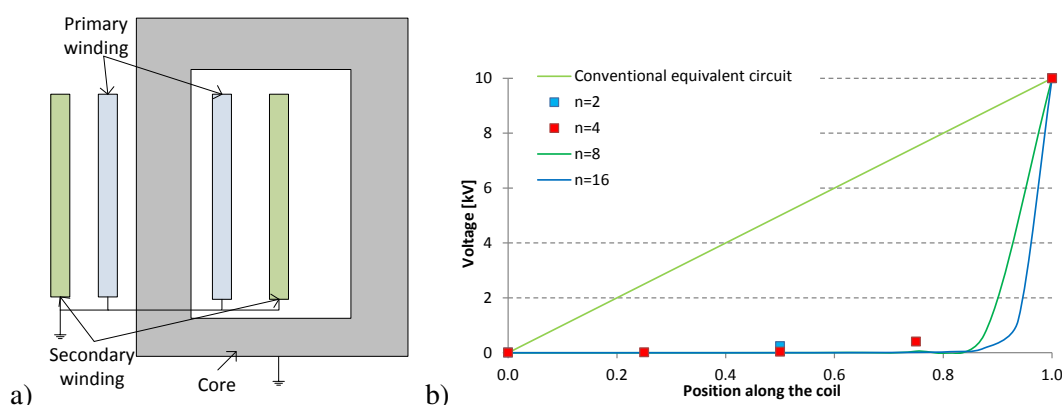 Primary
winding
Secondary
winding
Core
a)
Conventional equivalent circuit
n=2
n=4
n=8
n=16
Voltage [kV]
10
8
6
4
2
0
0.0 0.2 0.4 0.6 0.8 1.0
Position along the coil
b)